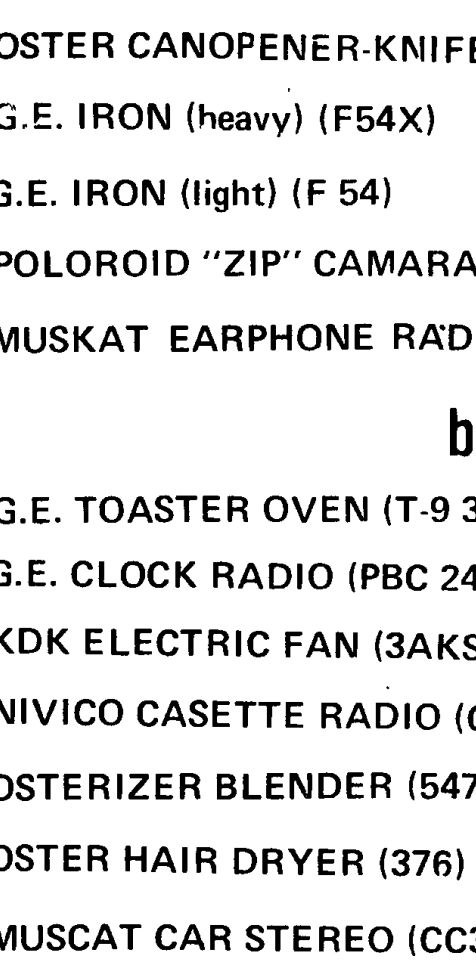 OSTER CANOPENER-KNIFE
G.E. IRON (heavy) (F54X)
G.E. IRON (light) (F 54)
POLOROID "ZIP" CAMARA
MUSKAT EARPHONE RAD
b
G.E. TOASTER OVEN (T-9 3
G.E. CLOCK RADIO (PBC 24
KDK ELECTRIC FAN (3AKS
NIVICO CASETTE RADIO (
OSTERIZER BLENDER (547
OSTER HAIR DRYER (376)
MUSCAT CAR STEREO (CC3